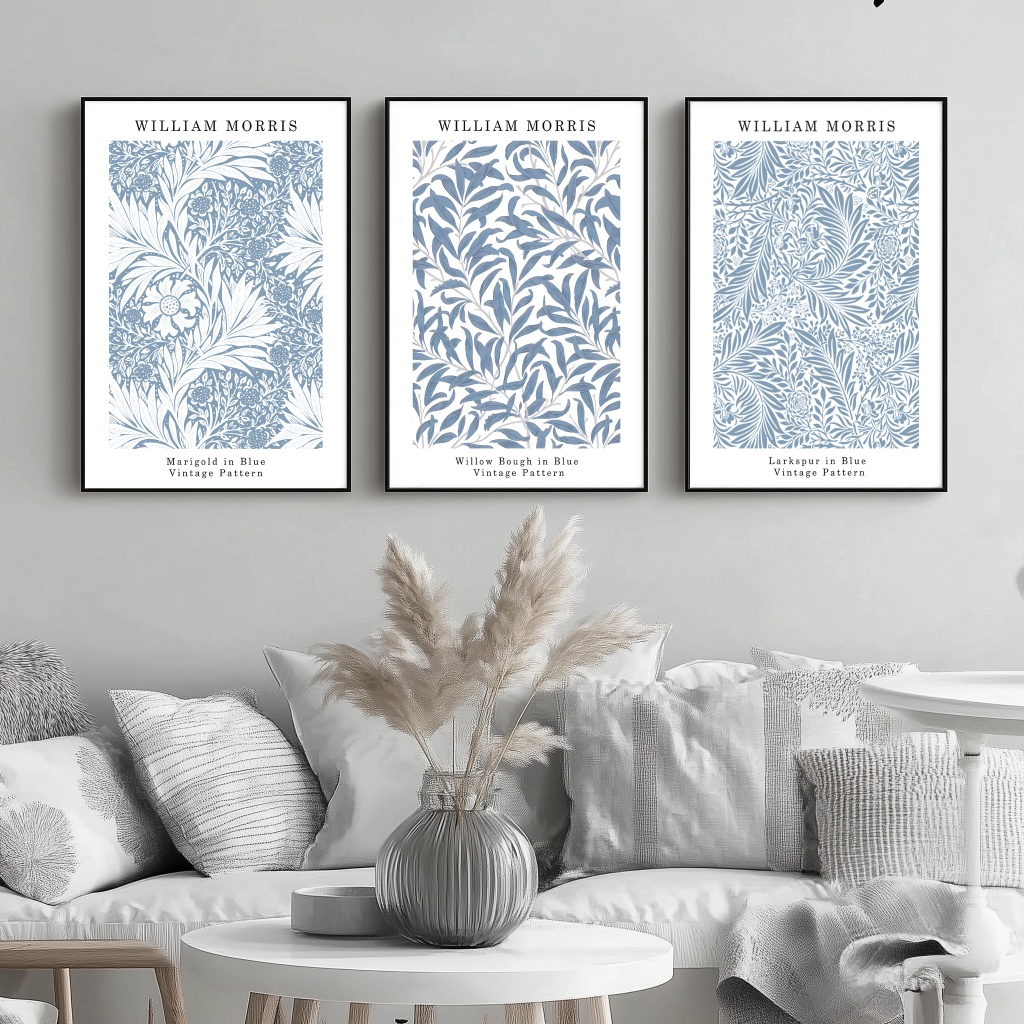 WILLIAM MORRIS
Marigold in Blue
Vintage Pattern
WILLIAM MORRIS
Willow Bough in Blue
Vintage Pattern
WILLIAM MORRIS
Larkspur in Blue
Vintage Pattern